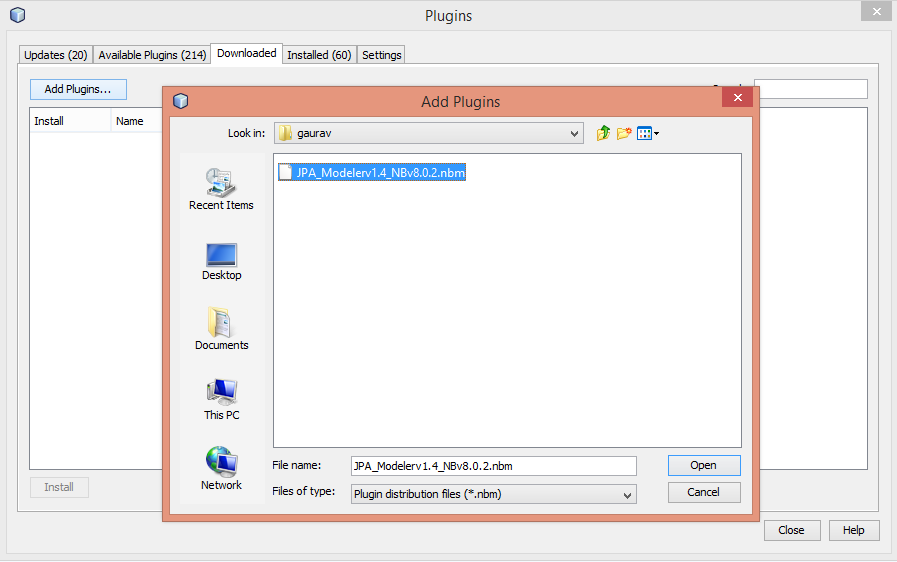 Plugins
Updates (20) Available Plugins (214) Downloaded Installed (60) Settings
Add Plugins...
Install Name
Add Plugins
Look in: gaurav
JPA_Modelerv1.4_NBv8.0.2.nbm
Recent Items
Desktop
Documents
This PC
Network
File name: JPA_Modelerv1.4_NBv8.0.2.nbm Open
Files of type: Plugin distribution files (*.nbm) Cancel
Install
Close Help